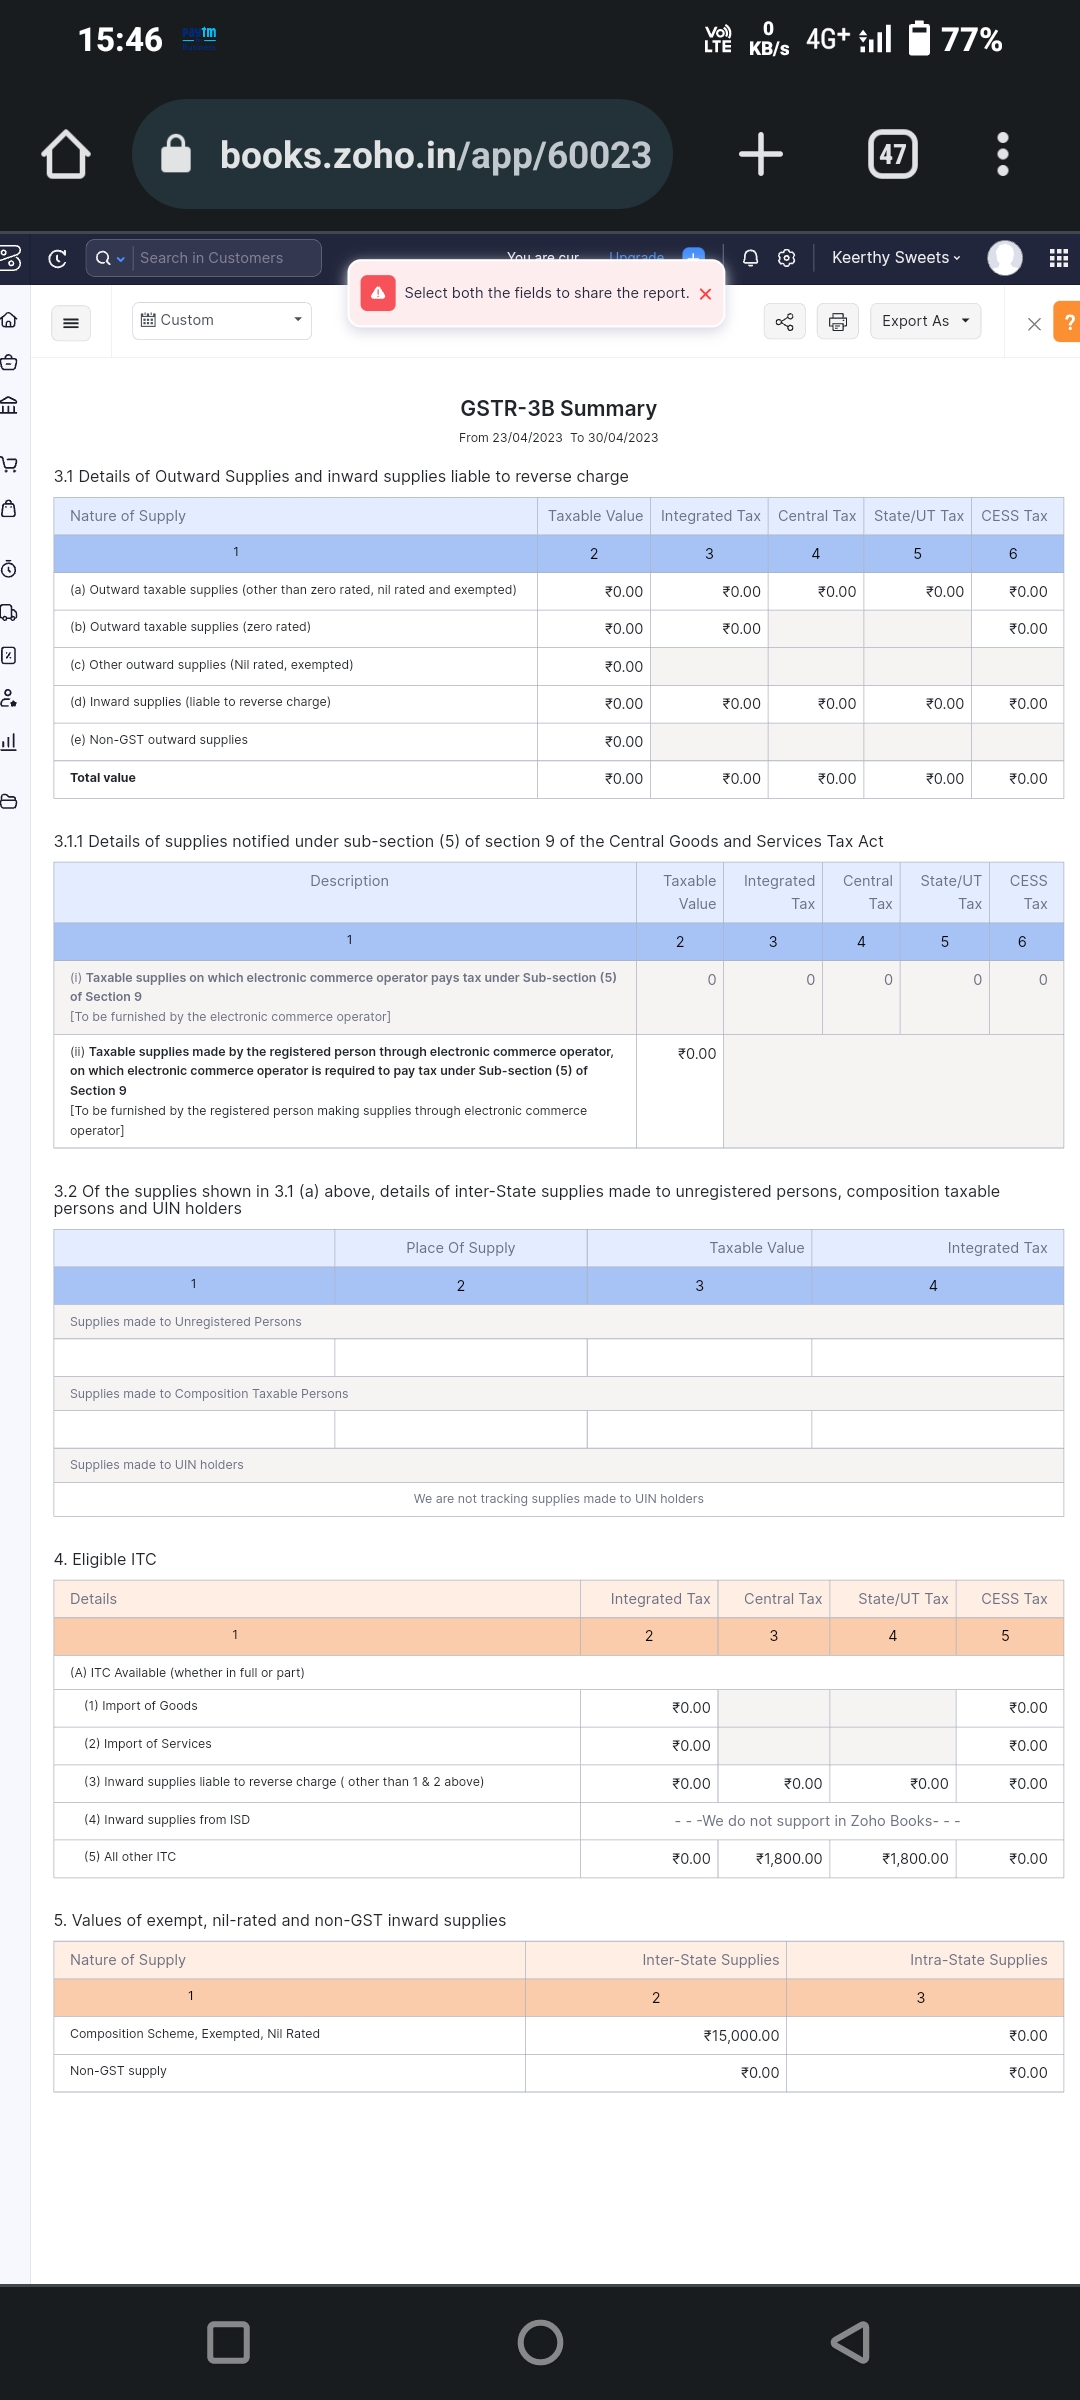 15:46 paytm
Vo)) LTE 0 KB/s 4G+ 77%
books.zoho.in/app/60023 47
Search in Customers You are cur Upgrade Keerthy Sweets
Select both the fields to share the report.
Custom Export As ?
GSTR-3B Summary
From 23/04/2023 To 30/04/2023
3.1 Details of Outward Supplies and inward supplies liable to reverse charge
Nature of Supply Taxable Value Integrated Tax Central Tax State/UT Tax CESS Tax
1 2 3 4 5 6
(a) Outward taxable supplies (other than zero rated, nil rated and exempted) ₹0.00 ₹0.00 ₹0.00 ₹0.00 ₹0.00
(b) Outward taxable supplies (zero rated) ₹0.00 ₹0.00 ₹0.00
(c) Other outward supplies (Nil rated, exempted) ₹0.00
(d) Inward supplies (liable to reverse charge) ₹0.00 ₹0.00 ₹0.00 ₹0.00 ₹0.00
(e) Non-GST outward supplies ₹0.00
Total value ₹0.00 ₹0.00 ₹0.00 ₹0.00 ₹0.00
3.1.1 Details of supplies notified under sub-section (5) of section 9 of the Central Goods and Services Tax Act
Description Taxable Value Integrated Tax Central Tax State/UT Tax CESS Tax
1 2 3 4 5 6
(i) Taxable supplies on which electronic commerce operator pays tax under Sub-section (5) 0 0 0 0 0
of Section 9
[To be furnished by the electronic commerce operator]
(ii) Taxable supplies made by the registered person through electronic commerce operator, ₹0.00
on which electronic commerce operator is required to pay tax under Sub-section (5) of
Section 9
[To be furnished by the registered person making supplies through electronic commerce
operator]
3.2 Of the supplies shown in 3.1 (a) above, details of inter-State supplies made to unregistered persons, composition taxable
persons and UIN holders
Place Of Supply Taxable Value Integrated Tax
1 2 3 4
Supplies made to Unregistered Persons
Supplies made to Composition Taxable Persons
Supplies made to UIN holders
We are not tracking supplies made to UIN holders
4. Eligible ITC
Details Integrated Tax Central Tax State/UT Tax CESS Tax
1 2 3 4 5
(A) ITC Available (whether in full or part)
(1) Import of Goods ₹0.00 ₹0.00
(2) Import of Services ₹0.00 ₹0.00
(3) Inward supplies liable to reverse charge ( other than 1 & 2 above) ₹0.00 ₹0.00 ₹0.00 ₹0.00
(4) Inward supplies from ISD - - -We do not support in Zoho Books- - -
(5) All other ITC ₹0.00 ₹1,800.00 ₹1,800.00 ₹0.00
5. Values of exempt, nil-rated and non-GST inward supplies
Nature of Supply Inter-State Supplies Intra-State Supplies
1 2 3
Composition Scheme, Exempted, Nil Rated ₹15,000.00 ₹0.00
Non-GST supply ₹0.00 ₹0.00